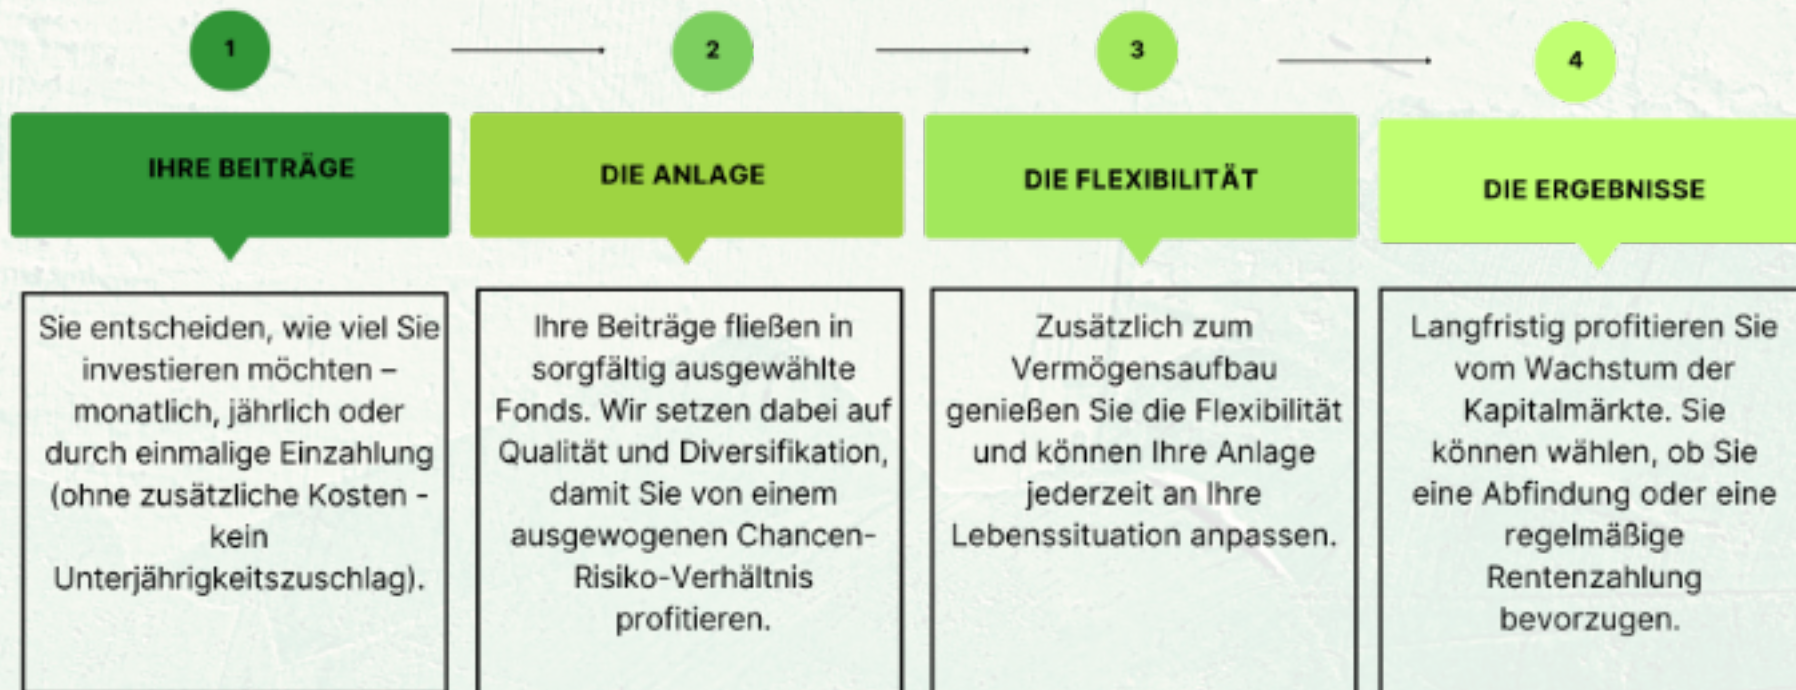 1
2
3
4
IHRE BEITRÄGE
Sie entscheiden, wie viel Sie
investieren möchten –
monatlich, jährlich oder
durch einmalige Einzahlung
(ohne zusätzliche Kosten -
kein
Unterjährigkeitszuschlag).
DIE ANLAGE
Ihre Beiträge fließen in
sorgfältig ausgewählte
Fonds. Wir setzen dabei auf
Qualität und Diversifikation,
damit Sie von einem
ausgewogenen Chancen-
Risiko-Verhältnis
profitieren.
DIE FLEXIBILITÄT
Zusätzlich zum
Vermögensaufbau
genießen Sie die Flexibilität
und können Ihre Anlage
jederzeit an Ihre
Lebenssituation anpassen.
DIE ERGEBNISSE
Langfristig profitieren Sie
vom Wachstum der
Kapitalmärkte. Sie
können wählen, ob Sie
eine Abfindung oder eine
regelmäßige
Rentenzahlung
bevorzugen.